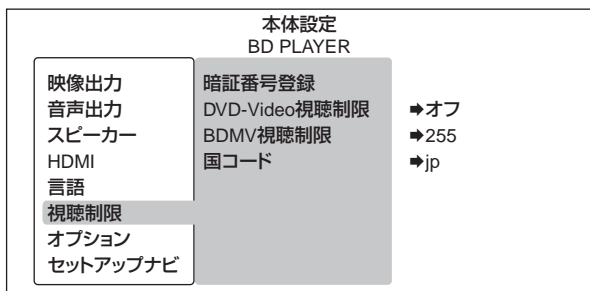 本体設定
BD PLAYER
映像出力
音声出力
スピーカー
HDMI
言語
視聴制限
オプション
セットアップナビ
暗証番号登録
DVD-Video視聴制限 ➡オフ
BDMV視聴制限 ➡255
国コード ➡jp